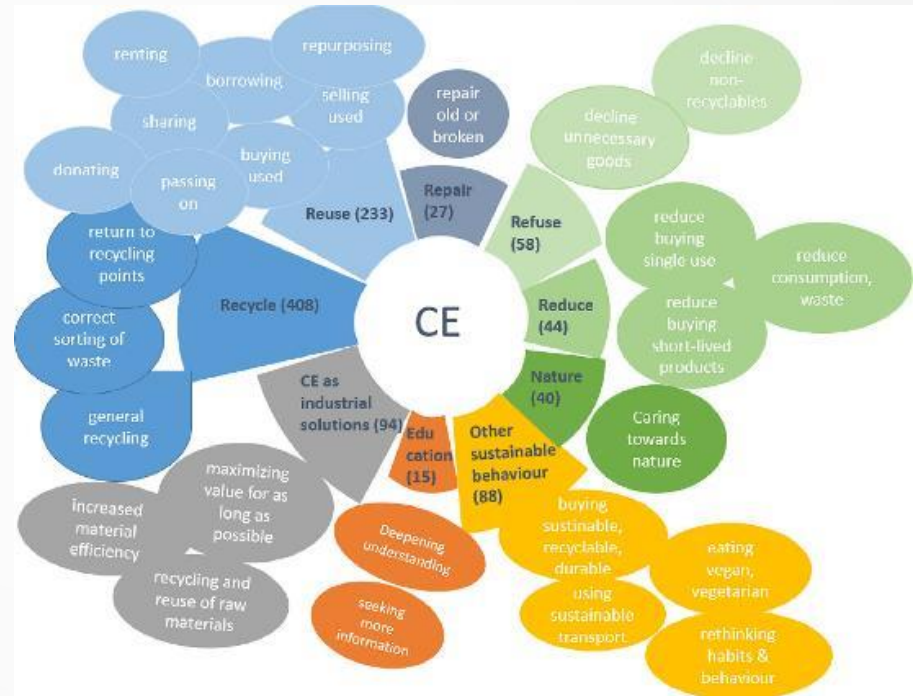 renting
repurposing
borrowing
selling
used
sharing
buying
used
donating
passing
on
repair
old or
broken
decline
non-
recyclables
decline
unnecessary
goods
Reuse (233)
Repair
(27)
Refuse
(58)
return to
recycling
points
Recycle (408)
correct
sorting of
waste
general
recycling
CE
Reduce
(44)
reduce
buying
single use
reduce
consumption,
waste
reduce
buying
short-lived
products
Nature
(40)
Caring
towards
nature
CE as
industrial
solutions (94)
Edu
cation
(15)
Other
sustainable
behaviour
(88)
maximizing
value for as
long as
possible
increased
material
efficiency
recycling and
reuse of raw
materials
Deepening
understanding
seeking
more
information
buying
sustinable,
recyclable,
durable
eating
vegan,
vegetarian
using
sustainable
transport
rethinking
habits &
behaviour